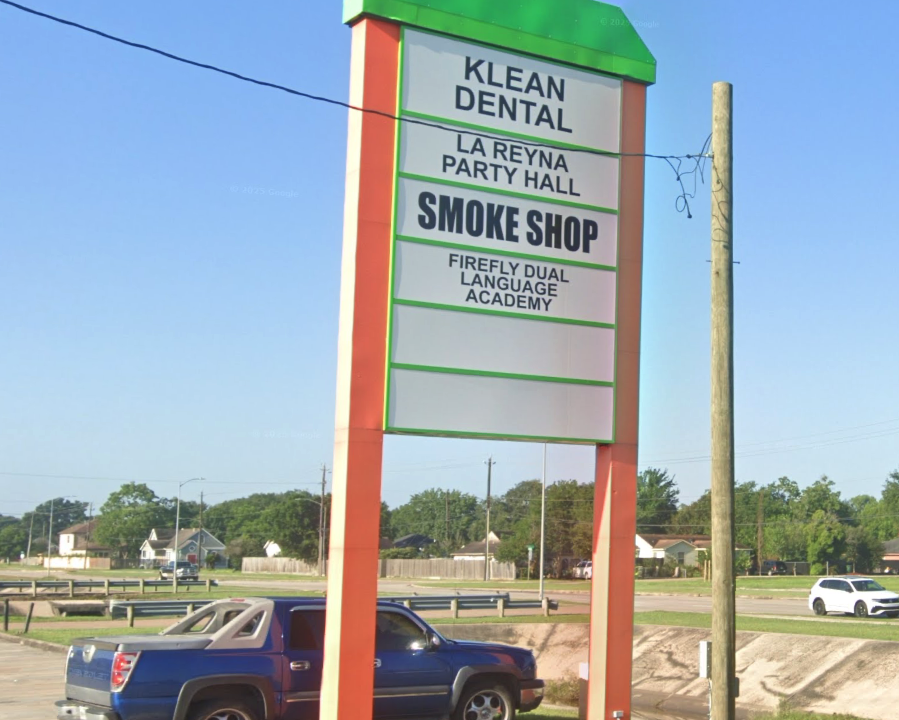 KLEAN
DENTAL
LA REYNA
PARTY HALL
SMOKE SHOP
FIREFLY DUAL
LANGUAGE
ACADEMY